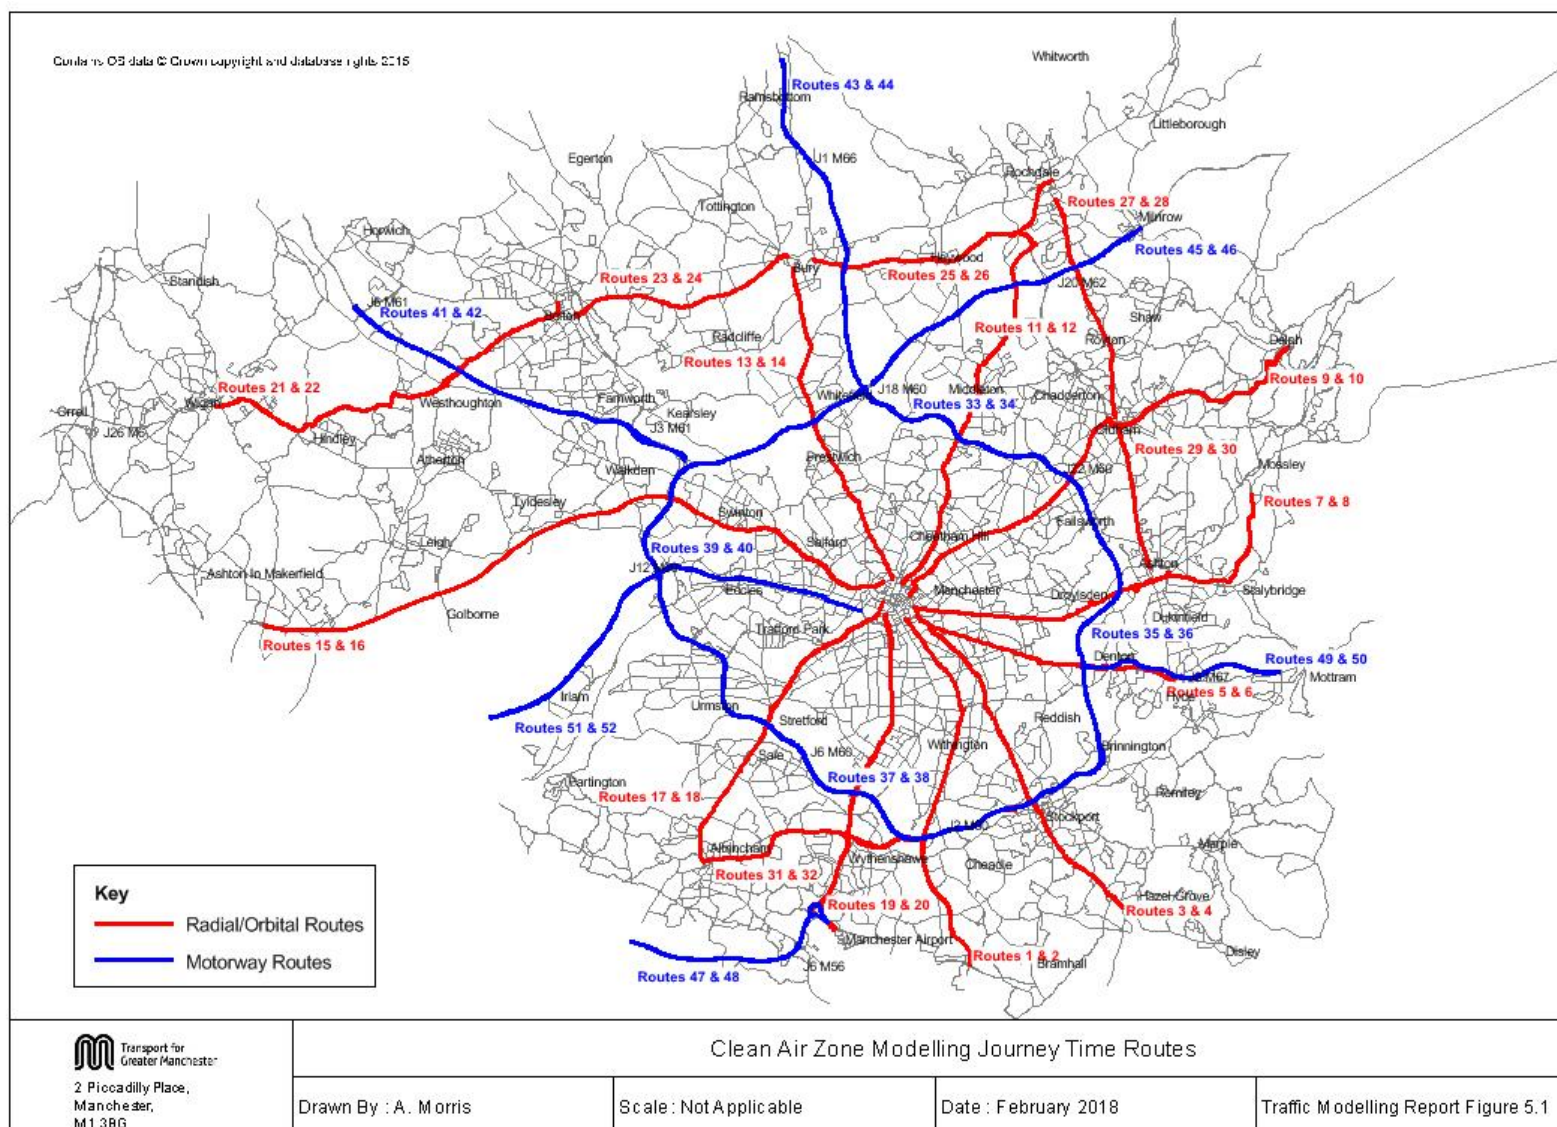 Contains OS data © Crown copyright and database rights 2015
Whitworth
Routes 43 & 44
Ramsbottom
Littleborough
Egerton
J1 M66
Rochdale
Routes 27 & 28
Tottington
Milnrow
Horwich
Routes 45 & 46
Heywood
Bury
Routes 23 & 24
Routes 25 & 26
Standish
J20 M62
J6 M61
Routes 41 & 42
Bolton
Shaw
Routes 11 & 12
Radcliffe
Royton
Delph
Routes 13 & 14
Routes 9 & 10
Routes 21 & 22
J18 M60
Middleton
Whitefield
Chadderton
Wigan
Westhoughton
Farnworth
Routes 33 & 34
Orrell
Kearsley
J26 M6
J3 M61
Oldham
Hindley
Routes 29 & 30
Atherton
Prestwich
Walkden
J22 M60
Mossley
Tyldesley
Routes 7 & 8
Swinton
Failsworth
Leigh
Salford
Cheetham Hill
Routes 39 & 40
Ashton
Ashton In Makerfield
J12 M60
Eccles
Manchester
Droylsden
Stalybridge
Golborne
Dukinfield
Trafford Park
Routes 35 & 36
Routes 15 & 16
Denton
Routes 49 & 50
Mottram
Routes 5 & 6
Hyde
Irlam
Urmston
Stretford
Reddish
Routes 51 & 52
Withington
Brinnington
Sale
J6 M60
Routes 37 & 38
Partington
Romiley
Routes 17 & 18
Stockport
J2 M60
Altrincham
Wythenshawe
Cheadle
Marple
Routes 31 & 32
Hazel Grove
Routes 19 & 20
Routes 3 & 4
Manchester Airport
Disley
Routes 1 & 2
Bramhall
J6 M56
Routes 47 & 48
Key
Radial/Orbital Routes
Motorway Routes
Transport for
Greater Manchester
2 Piccadilly Place,
Manchester,
M1 3BG
Clean Air Zone Modelling Journey Time Routes
Drawn By : A. Morris
Scale : Not Applicable
Date : February 2018
Traffic Modelling Report Figure 5.1